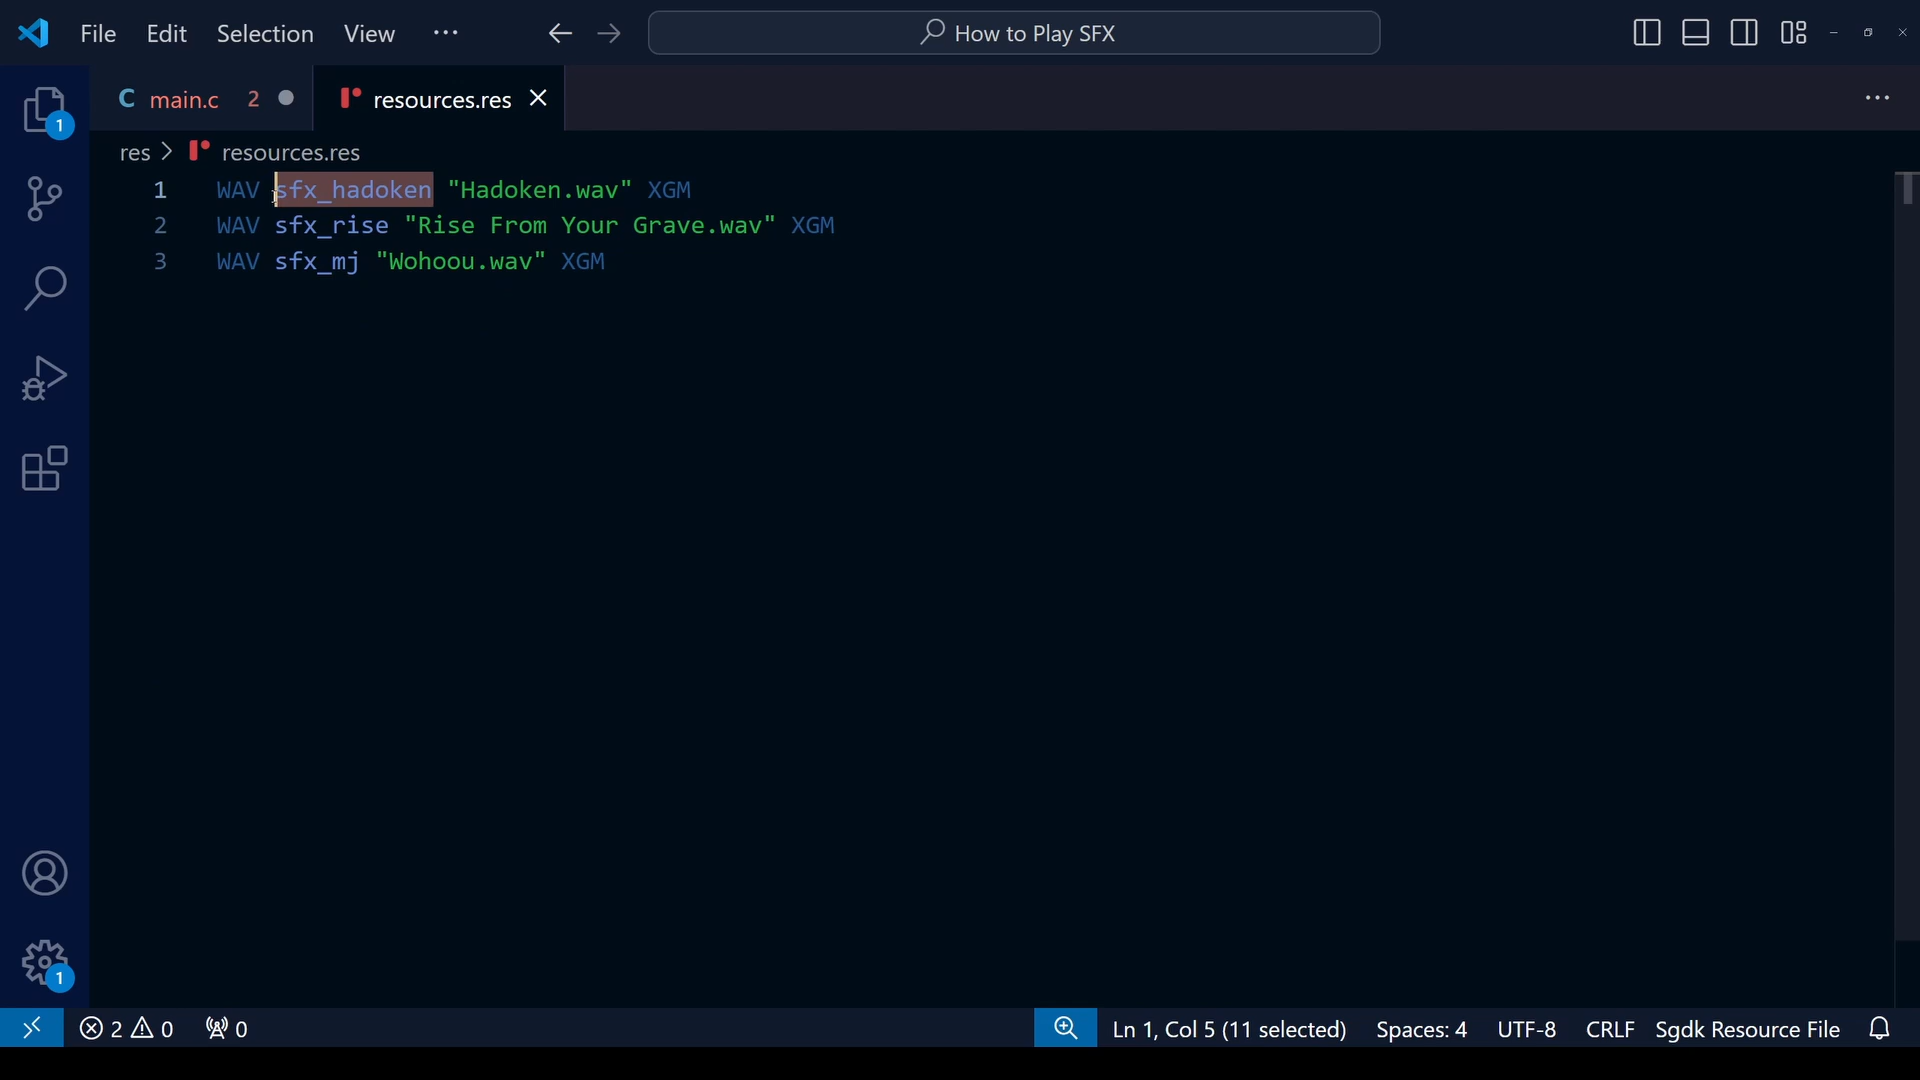 File Edit Selection View ··· How to Play SFX
C main.c 2 resources.res
1
res > resources.res
1 WAV sfx_hadoken "Hadoken.wav" XGM
2 WAV sfx_rise "Rise From Your Grave.wav" XGM
3 WAV sfx_mj "Wohoou.wav" XGM
1
2 0 0 Ln 1, Col 5 (11 selected) Spaces: 4 UTF-8 CRLF Sgdk Resource File